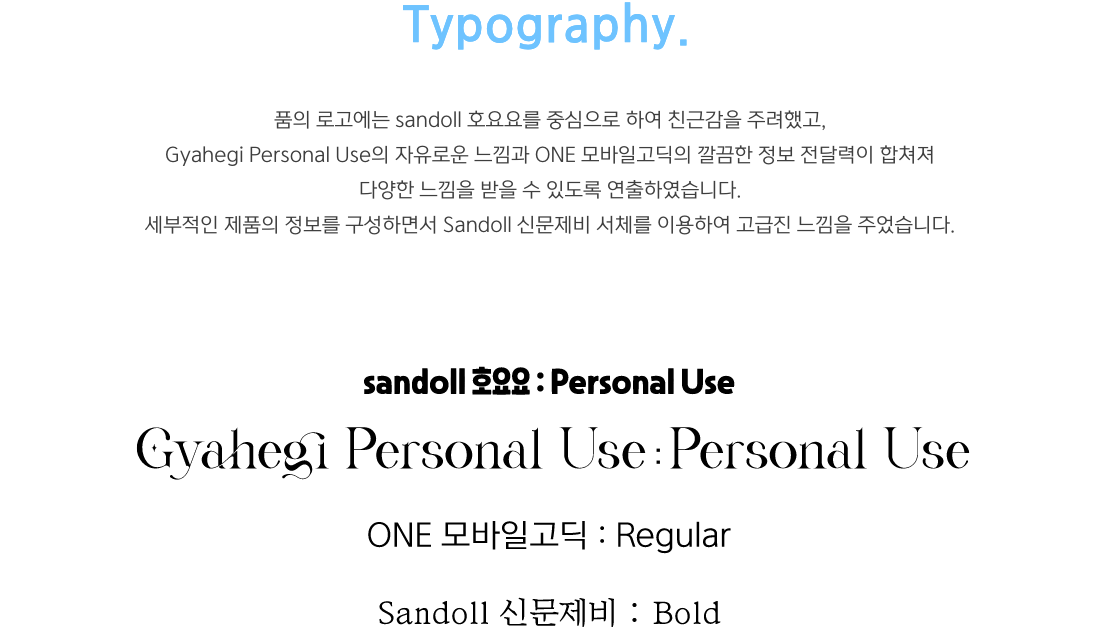 Typography.
품의 로고에는 sandoll 호요요를 중심으로 하여 친근감을 주려했고,
Gyahegi Personal Use의 자유로운 느낌과 ONE 모바일고딕의 깔끔한 정보 전달력이 합쳐져
다양한 느낌을 받을 수 있도록 연출하였습니다.
세부적인 제품의 정보를 구성하면서 Sandoll 신문제비 서체를 이용하여 고급진 느낌을 주었습니다.
sandoll 호요요 : Personal Use
Gyahegi Personal Use : Personal Use
ONE 모바일고딕 : Regular
Sandoll 신문제비 : Bold